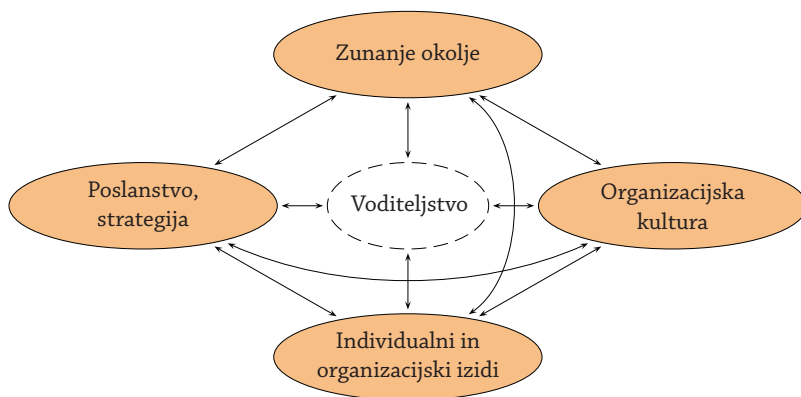 Zunanje okolje
Poslanstvo,
strategija
Voditeljstvo
Organizacijska
kultura
Individualni in
organizacijski izidi